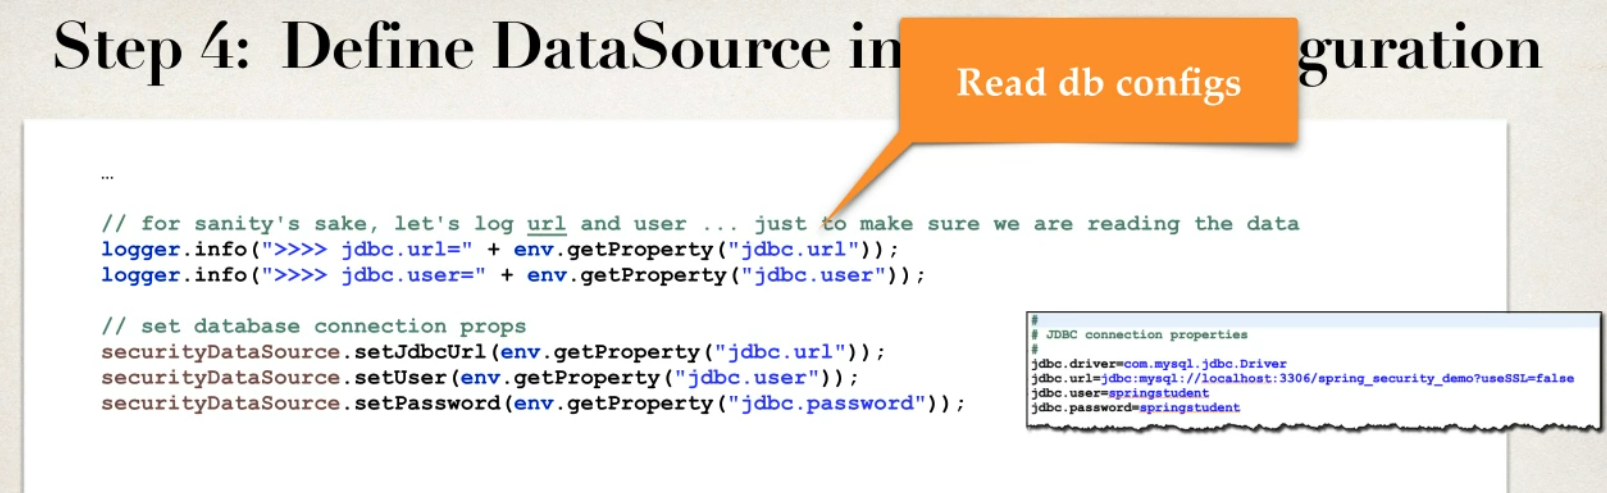 Step 4: Define DataSource in guration
Read db configs
...
// for sanity's sake, let's log url and user ... just to make sure we are reading the data
logger.info(">>>> jdbc.url=" + env.getProperty("jdbc.url"));
logger.info(">>>> jdbc.user=" + env.getProperty("jdbc.user"));
// set database connection props
securityDataSource.setJdbcUrl(env.getProperty("jdbc.url"));
securityDataSource.setUser(env.getProperty("jdbc.user"));
securityDataSource.setPassword(env.getProperty("jdbc.password"));
#
# JDBC connection properties
#
jdbc.driver=com.mysql.jdbc.Driver
jdbc.url=jdbc:mysql://localhost:3306/spring_security_demo?useSSL=false
jdbc.user=springstudent
jdbc.password=springstudent